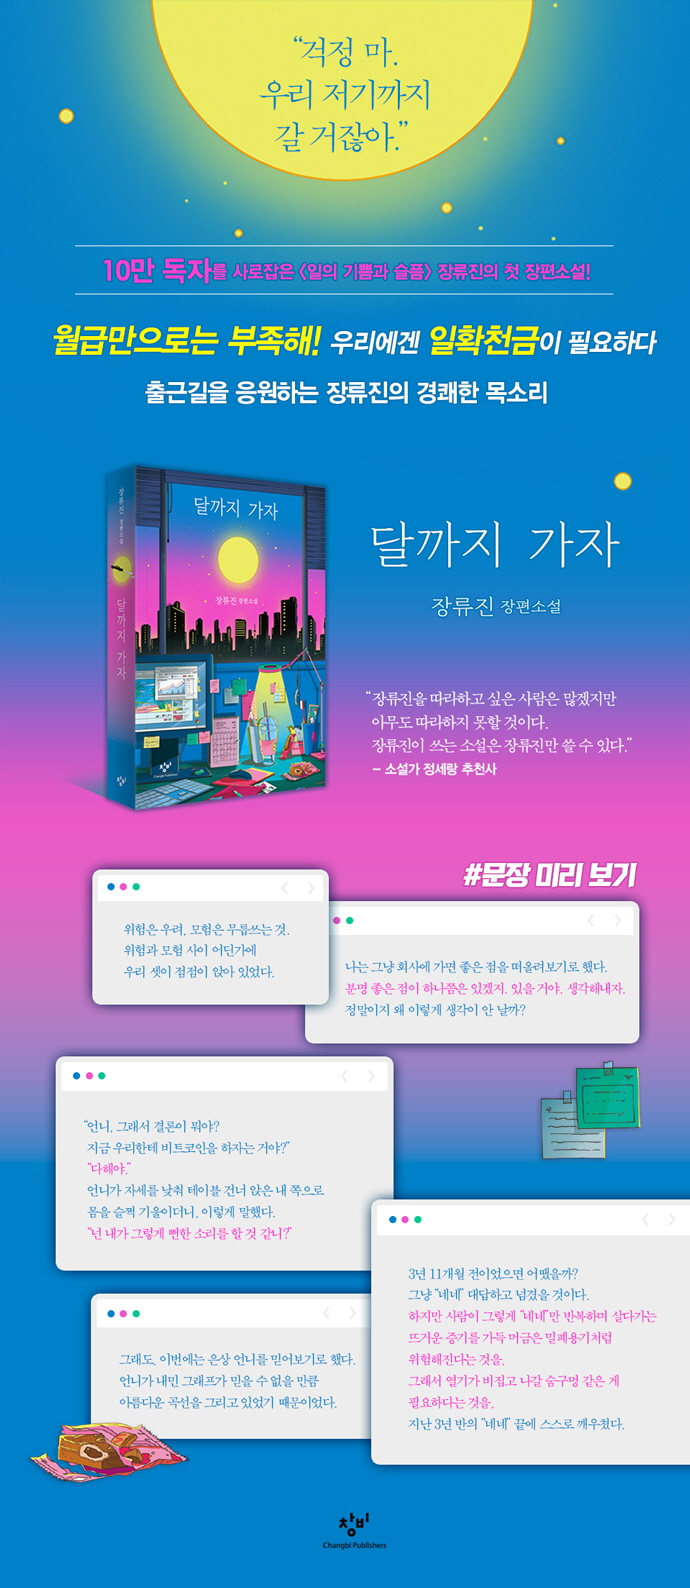 “걱정 마.
우리 저기까지
갈 거잖아.”
10만 독자를 사로잡은 〈일의 기쁨과 슬픔〉 장류진의 첫 장편소설!
월급만으로는 부족해! 우리에겐 일확천금이 필요하다
출근길을 응원하는 장류진의 경쾌한 목소리
장류진 장편소설
달까지 가자
창비
달까지 가자
장류진 장편소설
창비
Changbi Publishers
달까지 가자
장류진 장편소설
“장류진을 따라하고 싶은 사람은 많겠지만
아무도 따라하지 못할 것이다.
장류진이 쓰는 소설은 장류진만 쓸 수 있다.”
– 소설가 정세랑 추천사
#문장 미리 보기
위험은 우려, 모험은 무릅쓰는 것.
위험과 모험 사이 어딘가에
우리 셋이 점점이 앉아 있었다.
나는 그냥 회사에 가면 좋은 점을 떠올려보기로 했다.
분명 좋은 점이 하나쯤은 있겠지. 있을 거야. 생각해내자.
정말이지 왜 이렇게 생각이 안 날까?
“언니, 그래서 결론이 뭐야?
지금 우리한테 비트코인을 하자는 거야?”
“다해야.”
언니가 자세를 낮춰 테이블 건너 앉은 내 쪽으로
몸을 슬쩍 기울이더니, 이렇게 말했다.
“넌 내가 그렇게 뻔한 소리를 할 것 같니?”
3년 11개월 전이었으면 어땠을까?
그냥 “네네” 대답하고 넘겼을 것이다.
하지만 사람이 그렇게 “네네”만 반복하며 살다가는
뜨거운 증기를 가득 머금은 밀폐용기처럼
위험해진다는 것을,
그래서 열기가 비집고 나갈 숨구멍 같은 게
필요하다는 것을,
지난 3년 반의 “네네” 끝에 스스로 깨우쳤다.
그래도, 이번에는 은상 언니를 믿어보기로 했다.
언니가 내민 그래프가 믿을 수 없을 만큼
아름다운 곡선을 그리고 있었기 때문이었다.
창비
Changbi Publishers